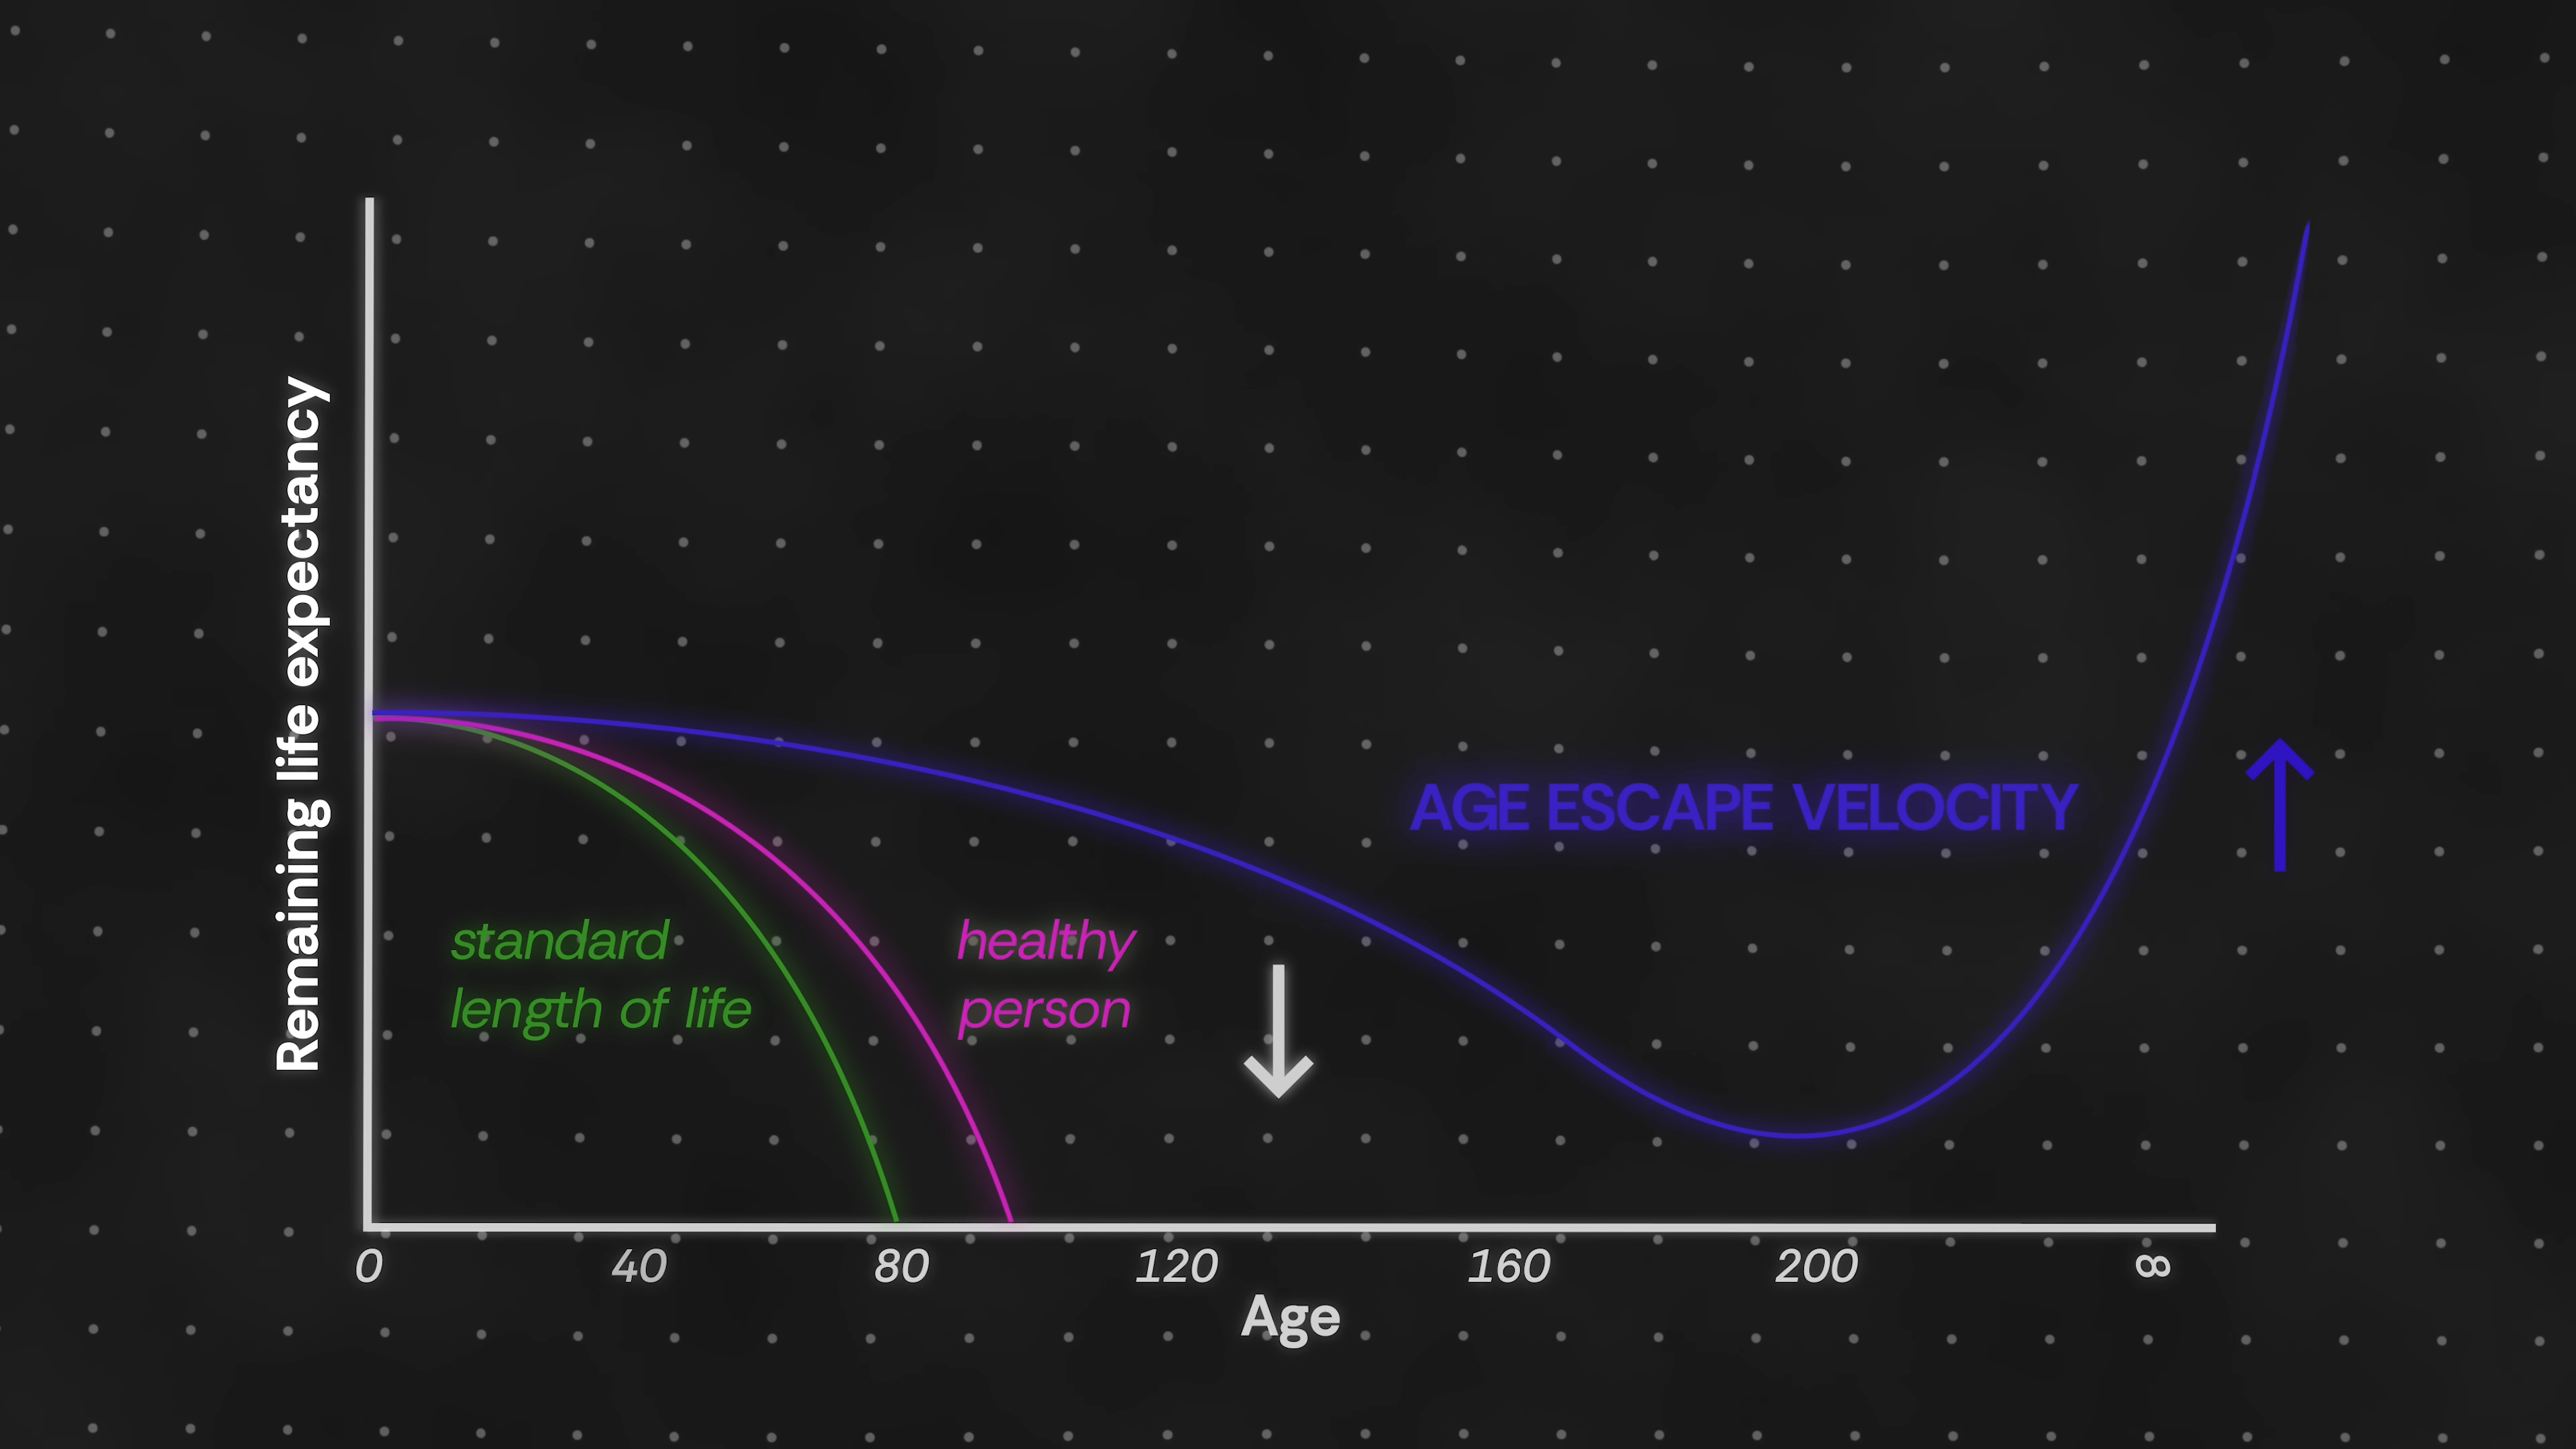 Remaining life expectancy
AGE ESCAPE VELOCITY
standard
length of life
healthy
person
0 40 80 120 160 200 ∞
Age